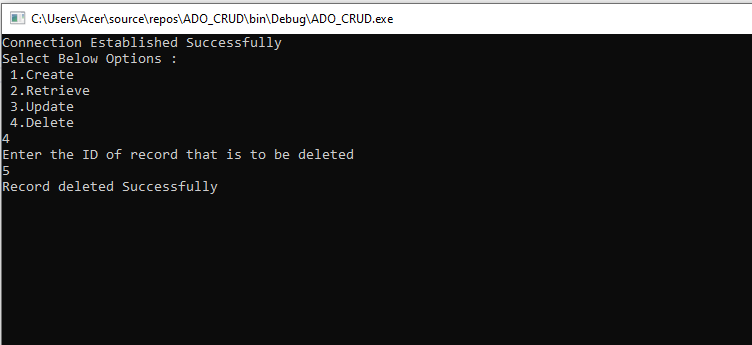 C:\Users\Acer\source\repos\ADO_CRUD\bin\Debug\ADO_CRUD.exe
Connection Established Successfully
Select Below Options :
 1.Create
 2.Retrieve
 3.Update
 4.Delete
4
Enter the ID of record that is to be deleted
5
Record deleted Successfully